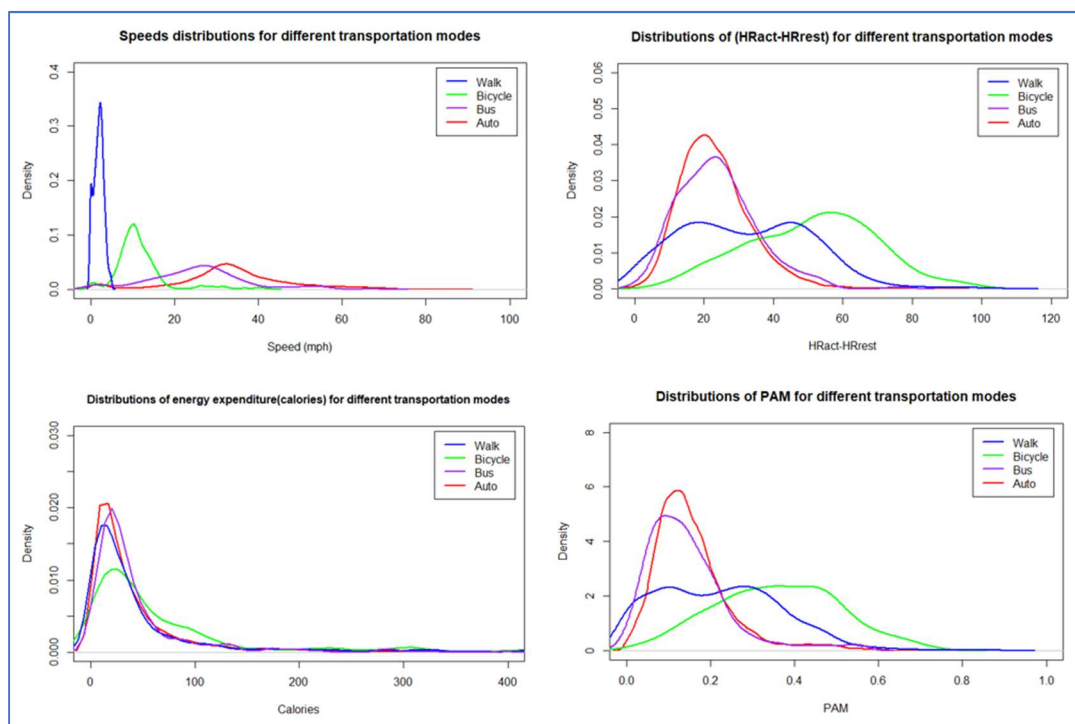 Speeds distributions for different transportation modes
Density
0.0 0.1 0.2 0.3 0.4
Walk
Bicycle
Bus
Auto
0 20 40 60 80 100
Speed (mph)
Distributions of (HRact-HRrest) for different transportation modes
Density
0.00 0.01 0.02 0.03 0.04 0.05 0.06
Walk
Bicycle
Bus
Auto
0 20 40 60 80 100 120
HRact-HRrest
Distributions of energy expenditure(calories) for different transportation modes
Density
0.000 0.010 0.020 0.030
Walk
Bicycle
Bus
Auto
0 100 200 300 400
Calories
Distributions of PAM for different transportation modes
Density
0 2 4 6 8
Walk
Bicycle
Bus
Auto
0.0 0.2 0.4 0.6 0.8 1.0
PAM